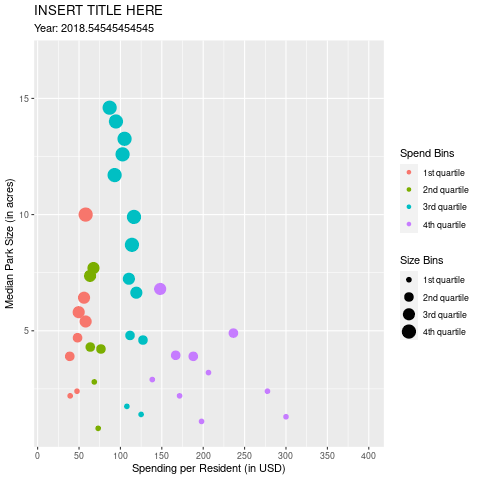 INSERT TITLE HERE
Year: 2018.54545454545
Median Park Size (in acres)
15
10
5
0 50 100 150 200 250 300 350 400
Spending per Resident (in USD)
Spend Bins
1st quartile
2nd quartile
3rd quartile
4th quartile
Size Bins
1st quartile
2nd quartile
3rd quartile
4th quartile